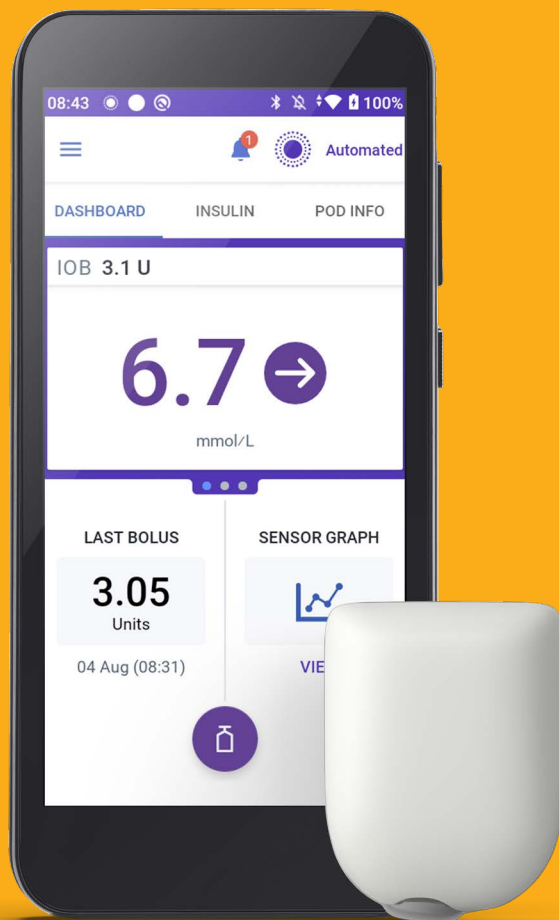 08:43 100%
1
Automated
DASHBOARD INSULIN POD INFO
IOB 3.1 U
6.7
mmol/L
LAST BOLUS SENSOR GRAPH
3.05
Units
04 Aug (08:31)